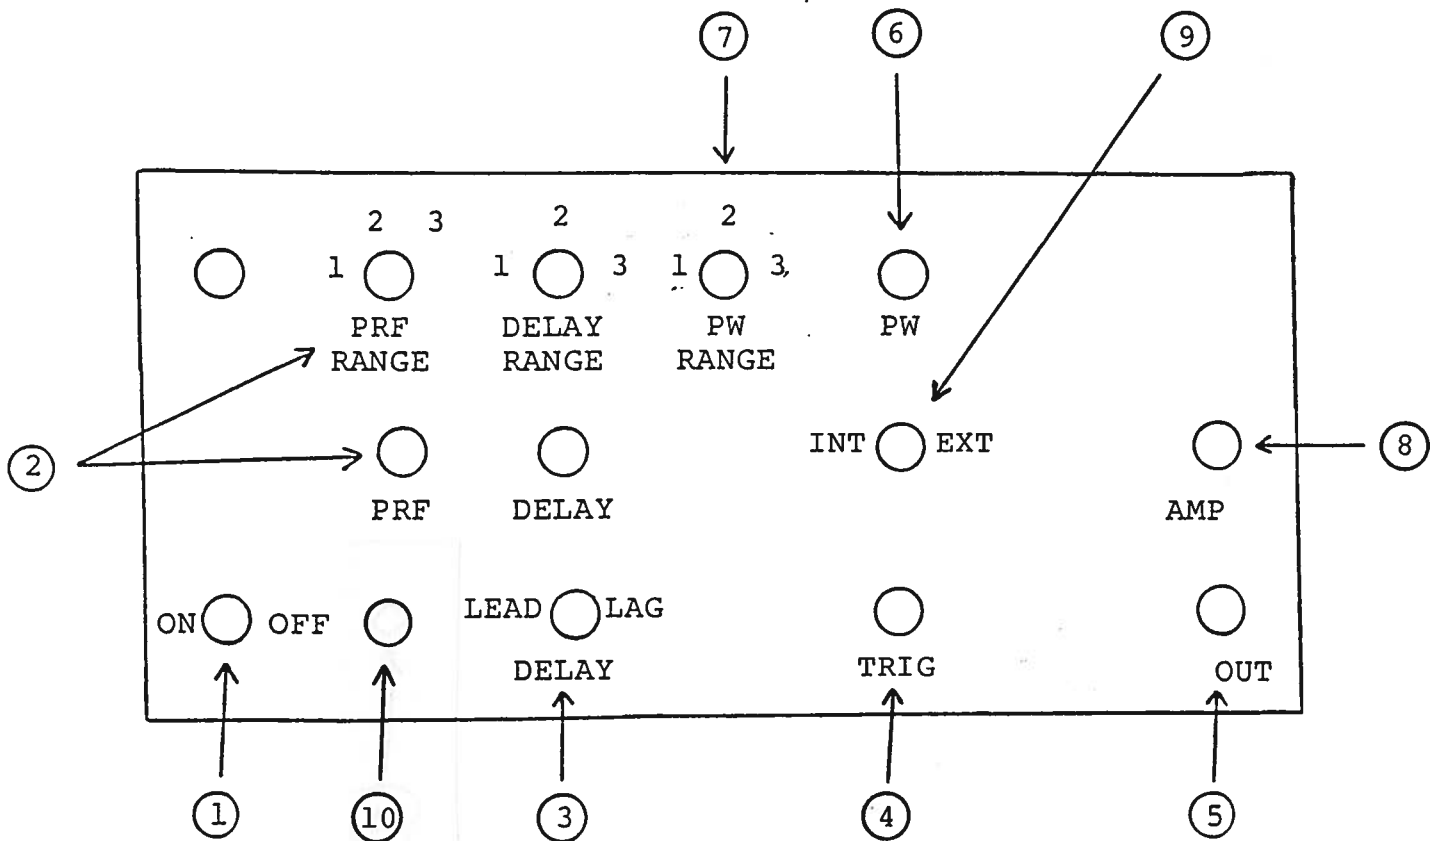 7 6 9
2 3 2 2
1 1 3 1 3
PRF DELAY PW PW
RANGE RANGE RANGE
2 INT EXT 8
PRF DELAY AMP
ON OFF LEAD LAG
DELAY TRIG OUT
1 10 3 4 5